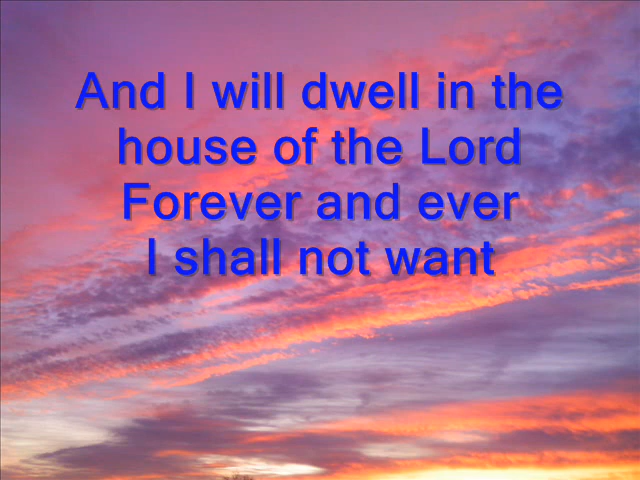 And I will dwell in the
house of the Lord
Forever and ever
I shall not want